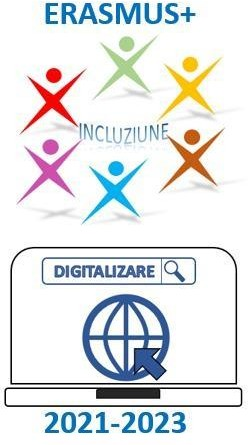 ERASMUS+
INCLUZIUNE
DIGITALIZARE
2021-2023